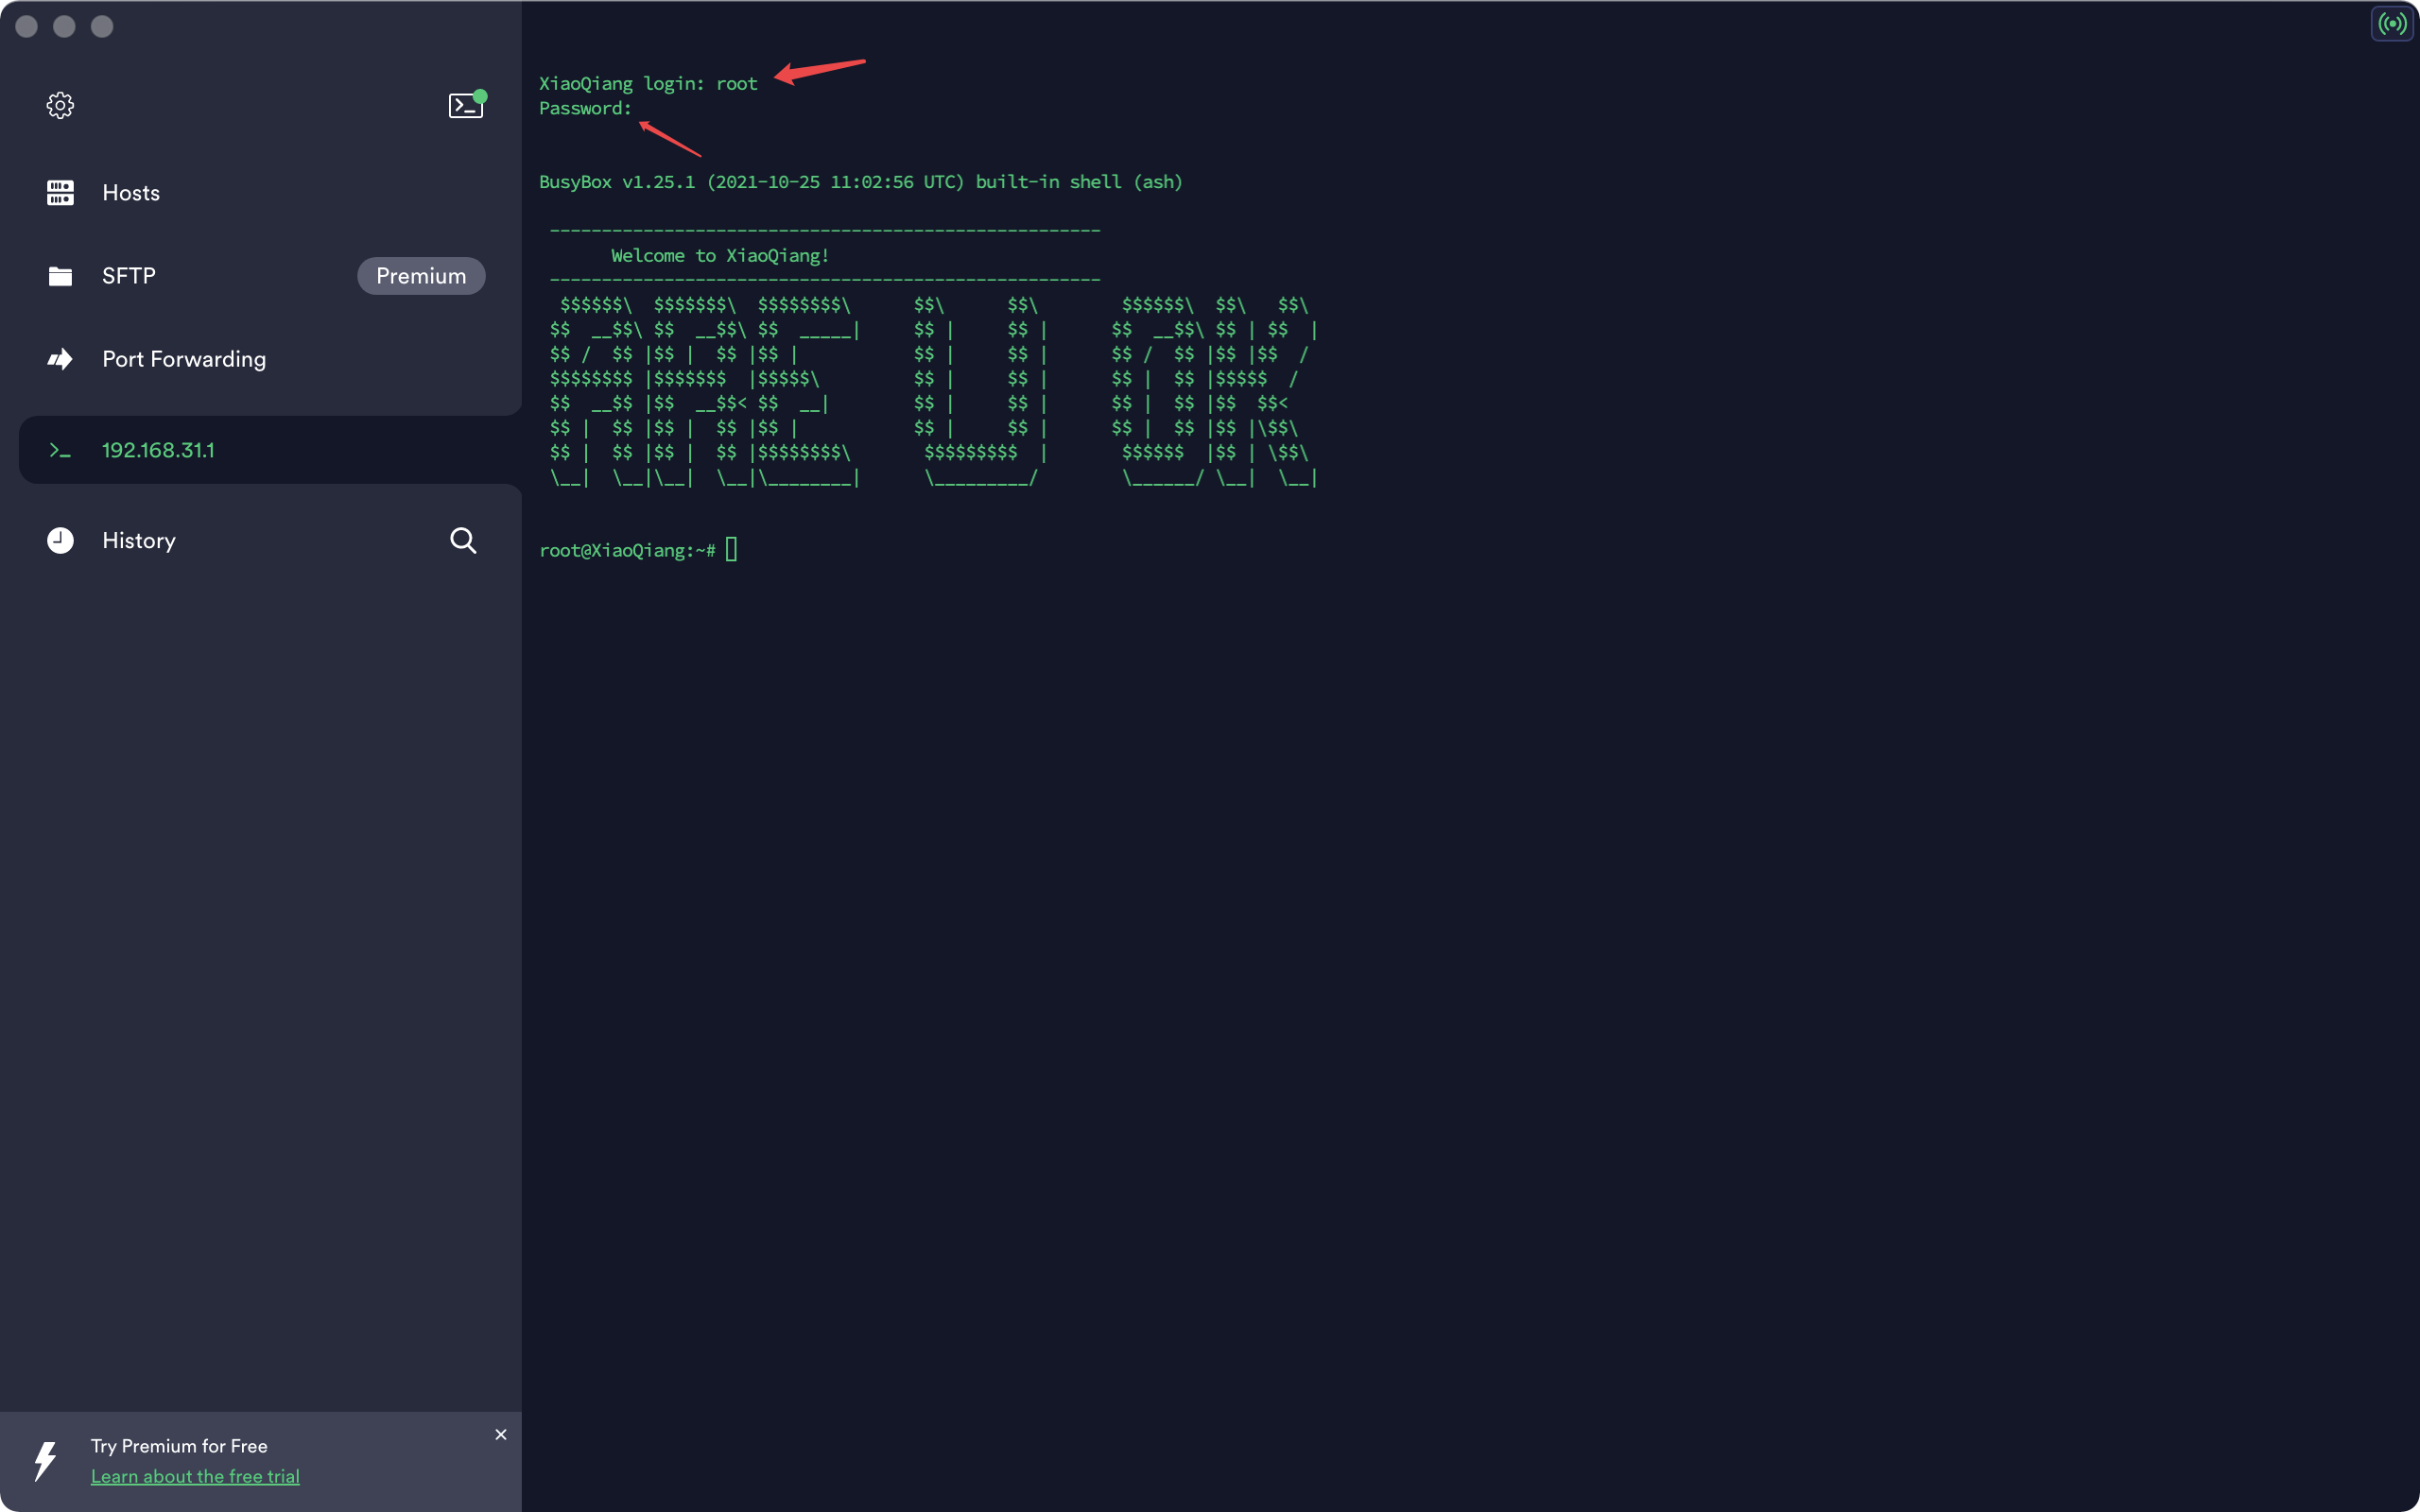 Hosts
SFTP Premium
Port Forwarding
192.168.31.1
History
Try Premium for Free
Learn about the free trial
XiaoQiang login: root
Password:
BusyBox v1.25.1 (2021-10-25 11:02:56 UTC) built-in shell (ash)
 -----------------------------------------------------
       Welcome to XiaoQiang!
 -----------------------------------------------------
  $$$$$$\  $$$$$$$\  $$$$$$$$\      $$\      $$\        $$$$$$\  $$\   $$\
 $$  __$$\ $$  __$$\ $$  _____|     $$ |     $$ |      $$  __$$\ $$ | $$  |
 $$ /  $$ |$$ |  $$ |$$ |           $$ |     $$ |      $$ /  $$ |$$ |$$  /
 $$$$$$$$ |$$$$$$$  |$$$$$\         $$ |     $$ |      $$ |  $$ |$$$$$  /
 $$  __$$ |$$  __$$< $$  __|        $$ |     $$ |      $$ |  $$ |$$  $$<
 $$ |  $$ |$$ |  $$ |$$ |           $$ |     $$ |      $$ |  $$ |$$ |\$$\
 $$ |  $$ |$$ |  $$ |$$$$$$$$\       $$$$$$$$$  |       $$$$$$  |$$ | \$$\
 \__|  \__|\__|  \__|\________|      \_________/        \______/ \__|  \__|
root@XiaoQiang:~#